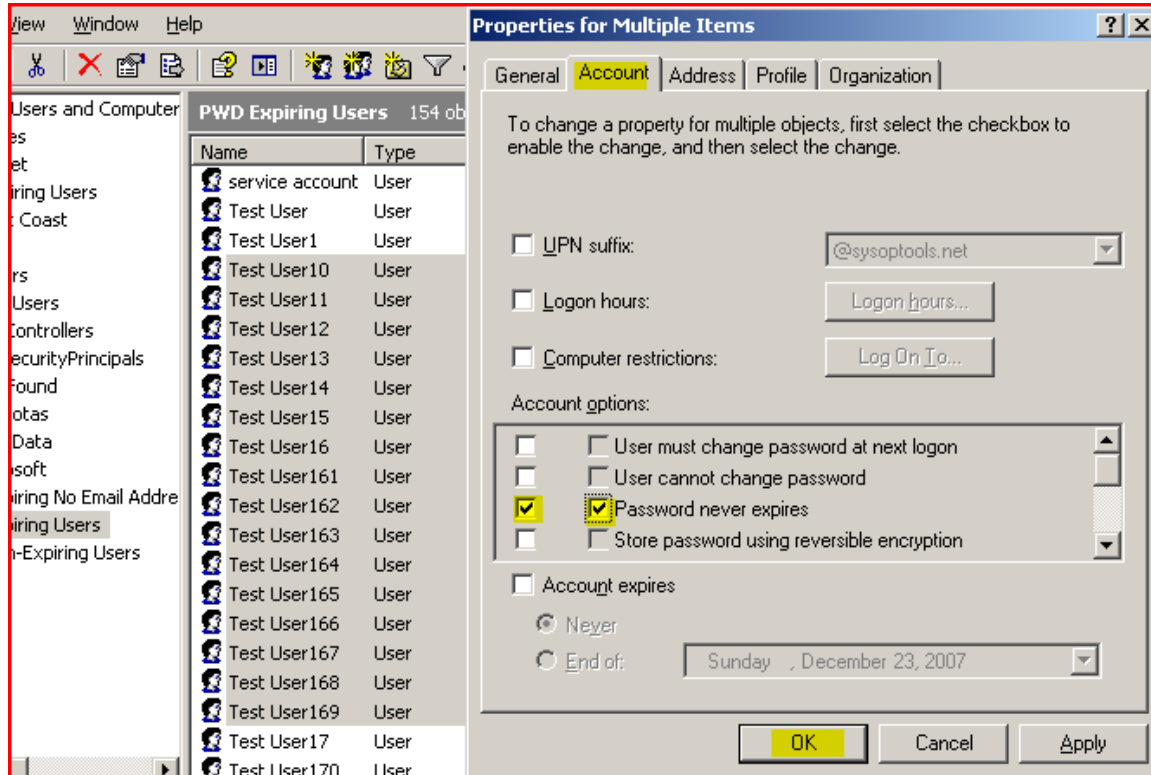 View Window Help
Users and Computer
es
et
iring Users
Coast
rs
Users
Controllers
ecurityPrincipals
Found
otas
Data
soft
iring No Email Addre
iring Users
n-Expiring Users
PWD Expiring Users 154 ob
Name Type
service account User
Test User User
Test User1 User
Test User10 User
Test User11 User
Test User12 User
Test User13 User
Test User14 User
Test User15 User
Test User16 User
Test User161 User
Test User162 User
Test User163 User
Test User164 User
Test User165 User
Test User166 User
Test User167 User
Test User168 User
Test User169 User
Test User17 User
Test User170 User
Properties for Multiple Items
General Account Address Profile Organization
To change a property for multiple objects, first select the checkbox to
enable the change, and then select the change.
UPN suffix: @sysoptools.net
Logon hours: Logon hours...
Computer restrictions: Log On To...
Account options:
User must change password at next logon
User cannot change password
Password never expires
Store password using reversible encryption
Account expires
Never
End of: Sunday , December 23, 2007
OK Cancel Apply